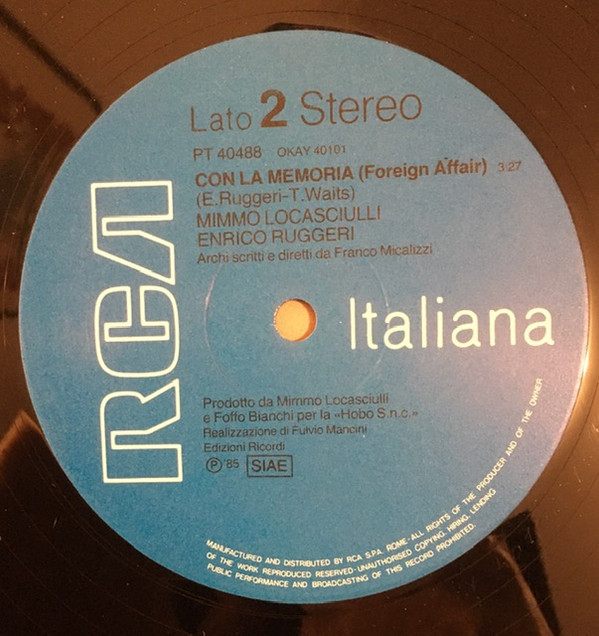 Lato 2 Stereo
PT 40488 OKAY 40101
CON LA MEMORIA (Foreign Affair) 3:27
(E.Ruggeri-T.Waits)
MIMMO LOCASCIULLI
ENRICO RUGGERI
Archi scritti e diretti da Franco Micalizzi
RCA
Italiana
Prodotto da Mimmo Locasciulli
e Foffo Bianchi per la «Hobo S.n.c.»
Realizzazione di Fulvio Mancini
Edizioni Ricordi
℗ '85 SIAE
MANUFACTURED AND DISTRIBUTED BY RCA S.P.A. ROME-ALL RIGHTS OF THE PRODUCER AND OF THE OWNER
OF THE WORK REPRODUCED RESERVED-UNAUTHORISED COPYING, HIRING, LENDING
PUBLIC PERFORMANCE AND BROADCASTING OF THIS RECORD PROHIBITED.